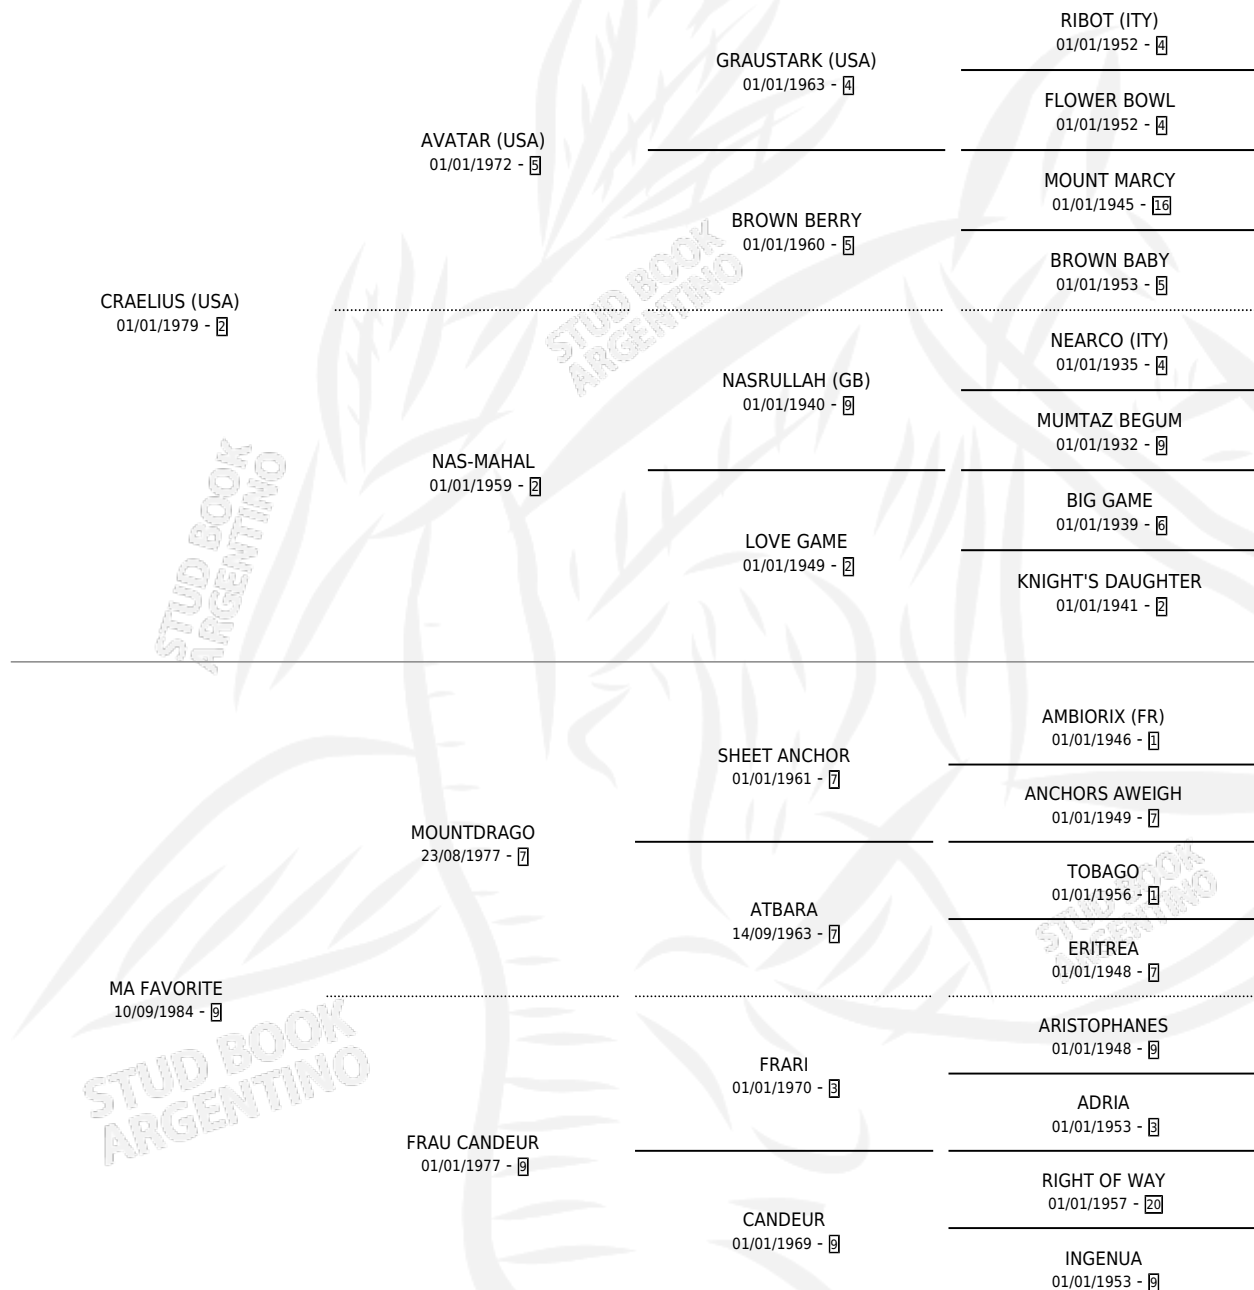 RIBOT (ITY)
01/01/1952 - 4
GRAUSTARK (USA)
01/01/1963 - 4
FLOWER BOWL
01/01/1952 - 4
AVATAR (USA)
01/01/1972 - 5
MOUNT MARCY
01/01/1945 - 16
BROWN BERRY
01/01/1960 - 5
BROWN BABY
01/01/1953 - 5
CRAELIUS (USA)
01/01/1979 - 2
NEARCO (ITY)
01/01/1935 - 4
NASRULLAH (GB)
01/01/1940 - 9
MUMTAZ BEGUM
01/01/1932 - 9
NAS-MAHAL
01/01/1959 - 2
BIG GAME
01/01/1939 - 6
LOVE GAME
01/01/1949 - 2
KNIGHT'S DAUGHTER
01/01/1941 - 2
AMBIORIX (FR)
01/01/1946 - 1
SHEET ANCHOR
01/01/1961 - 7
ANCHORS AWEIGH
01/01/1949 - 7
MOUNTDRAGO
23/08/1977 - 7
TOBAGO
01/01/1956 - 1
ATBARA
14/09/1963 - 7
ERITREA
01/01/1948 - 7
MA FAVORITE
10/09/1984 - 9
ARISTOPHANES
01/01/1948 - 9
FRARI
01/01/1970 - 3
ADRIA
01/01/1953 - 3
FRAU CANDEUR
01/01/1977 - 9
RIGHT OF WAY
01/01/1957 - 20
CANDEUR
01/01/1969 - 9
INGENUA
01/01/1953 - 9
STUD BOOK
ARGENTINO
STUD BOOK
ARGENTINO
STUD BOOK
ARGENTINO
STUD BOOK
ARGENTINO